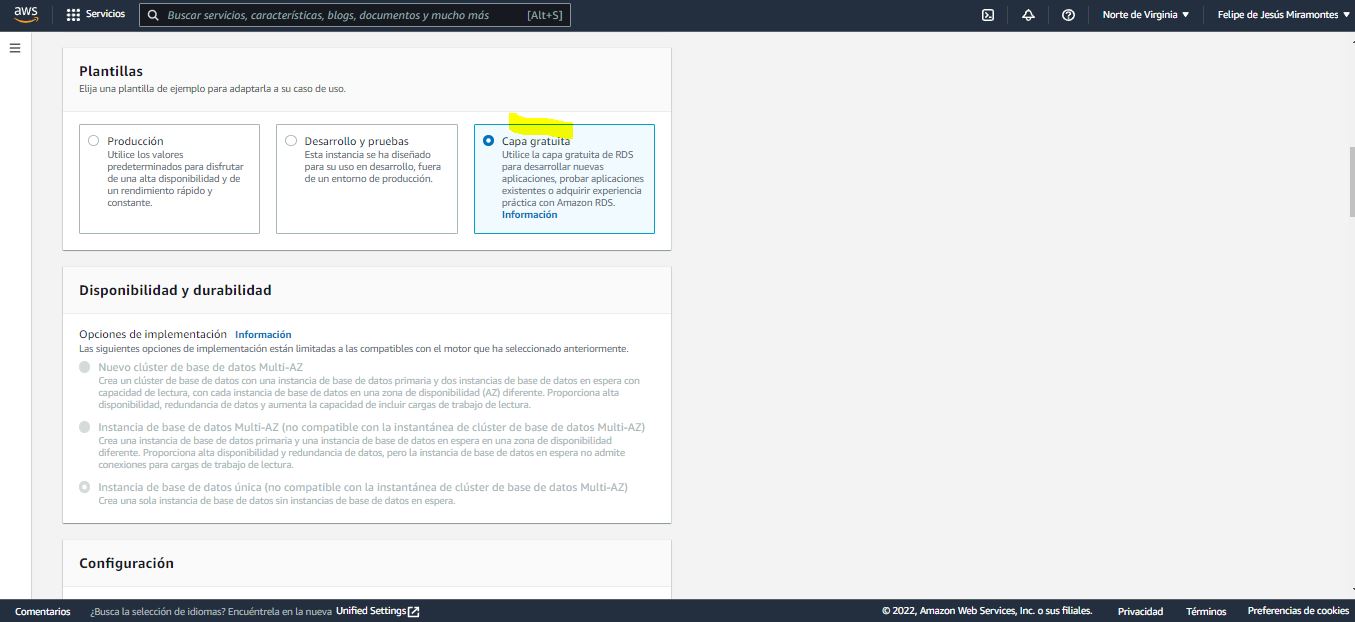 aws
Servicios
Buscar servicios, características, blogs, documentos y mucho más
[Alt+S]
Norte de Virginia
Felipe de Jesús Miramontes
Plantillas
Elija una plantilla de ejemplo para adaptarla a su caso de uso.
Producción
Utilice los valores
predeterminados para disfrutar
de una alta disponibilidad y de
un rendimiento rápido y
constante.
Desarrollo y pruebas
Esta instancia se ha diseñado
para su uso en desarrollo, fuera
de un entorno de producción.
Capa gratuita
Utilice la capa gratuita de RDS
para desarrollar nuevas
aplicaciones, probar aplicaciones
existentes o adquirir experiencia
práctica con Amazon RDS.
Información
Disponibilidad y durabilidad
Opciones de implementación Información
Las siguientes opciones de implementación están limitadas a las compatibles con el motor que ha seleccionado anteriormente.
Nuevo clúster de base de datos Multi-AZ
Crea un clúster de base de datos con una instancia de base de datos primaria y dos instancias de base de datos en espera con
capacidad de lectura, con cada instancia de base de datos en una zona de disponibilidad (AZ) diferente. Proporciona alta
disponibilidad, redundancia de datos y aumenta la capacidad de incluir cargas de trabajo de lectura.
Instancia de base de datos Multi-AZ (no compatible con la instantánea de clúster de base de datos Multi-AZ)
Crea una instancia de base de datos primaria y una instancia de base de datos en espera en una zona de disponibilidad
diferente. Proporciona alta disponibilidad y redundancia de datos, pero la instancia de base de datos en espera no admite
conexiones para cargas de trabajo de lectura.
Instancia de base de datos única (no compatible con la instantánea de clúster de base de datos Multi-AZ)
Crea una sola instancia de base de datos sin instancias de base de datos en espera.
Configuración
Comentarios
¿Busca la selección de idiomas? Encuéntrela en la nueva Unified Settings
© 2022, Amazon Web Services, Inc. o sus filiales.
Privacidad
Términos
Preferencias de cookies